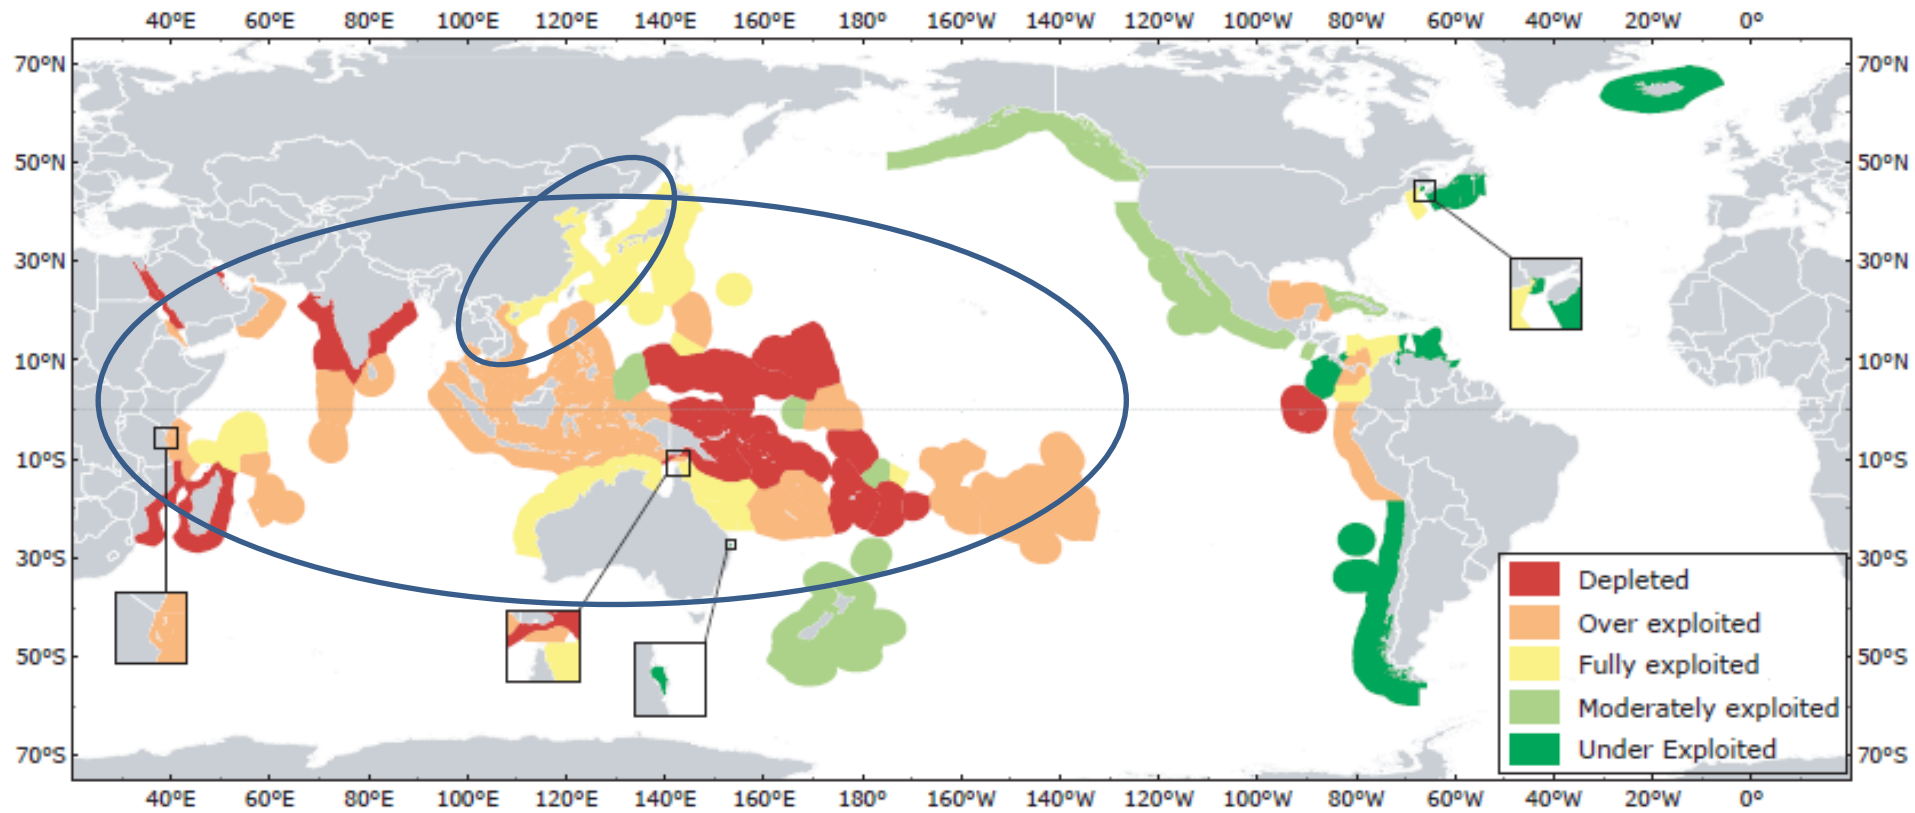 40°E 60°E 80°E 100°E 120°E 140°E 160°E 180° 160°W 140°W 120°W 100°W 80°W 60°W 40°W 20°W 0°
70°N 70°N
50°N 50°N
30°N 30°N
10°N 10°N
10°S 10°S
30°S 30°S
Depleted
Over exploited
50°S Fully exploited 50°S
Moderately exploited
70°S Under Exploited 70°S
40°E 60°E 80°E 100°E 120°E 140°E 160°E 180° 160°W 140°W 120°W 100°W 80°W 60°W 40°W 20°W 0°